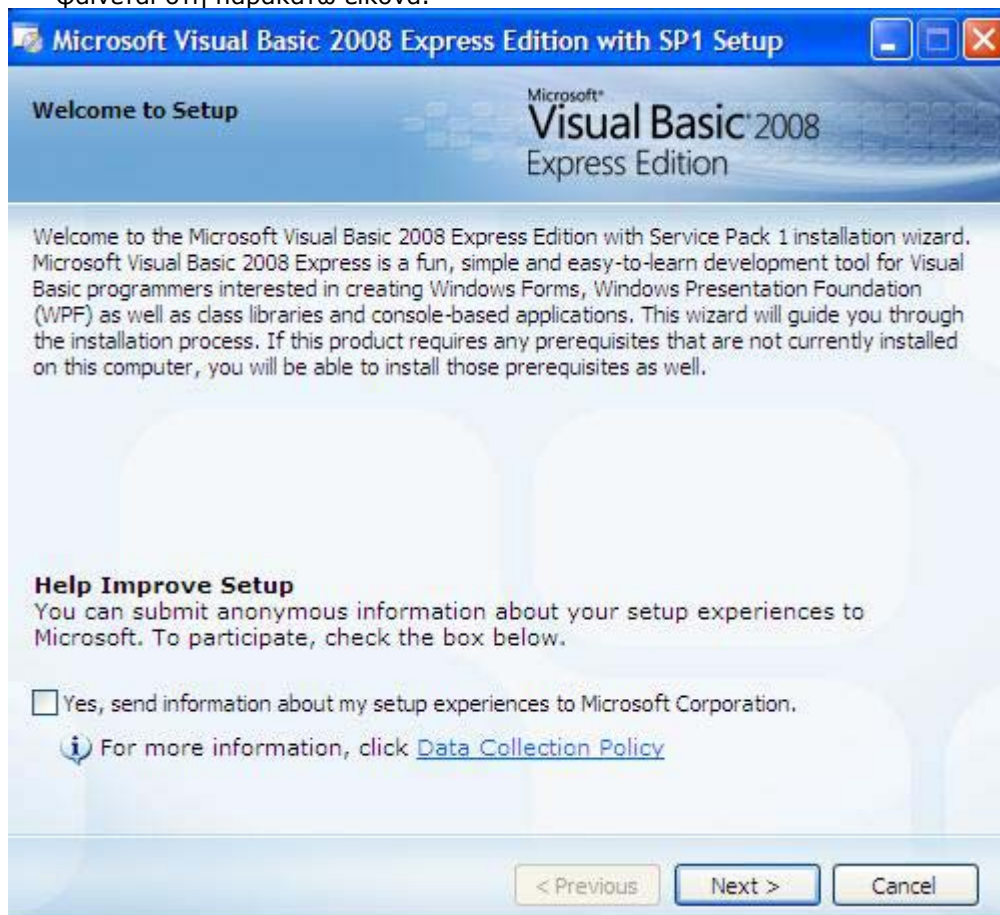 φαίνεται στη παρακάτω εικόνα:
Microsoft Visual Basic 2008 Express Edition with SP1 Setup
Welcome to Setup
Microsoft®
Visual Basic® 2008
Express Edition
Welcome to the Microsoft Visual Basic 2008 Express Edition with Service Pack 1 installation wizard.
Microsoft Visual Basic 2008 Express is a fun, simple and easy-to-learn development tool for Visual
Basic programmers interested in creating Windows Forms, Windows Presentation Foundation
(WPF) as well as class libraries and console-based applications. This wizard will guide you through
the installation process. If this product requires any prerequisites that are not currently installed
on this computer, you will be able to install those prerequisites as well.
Help Improve Setup
You can submit anonymous information about your setup experiences to
Microsoft. To participate, check the box below.
Yes, send information about my setup experiences to Microsoft Corporation.
For more information, click Data Collection Policy
< Previous Next > Cancel